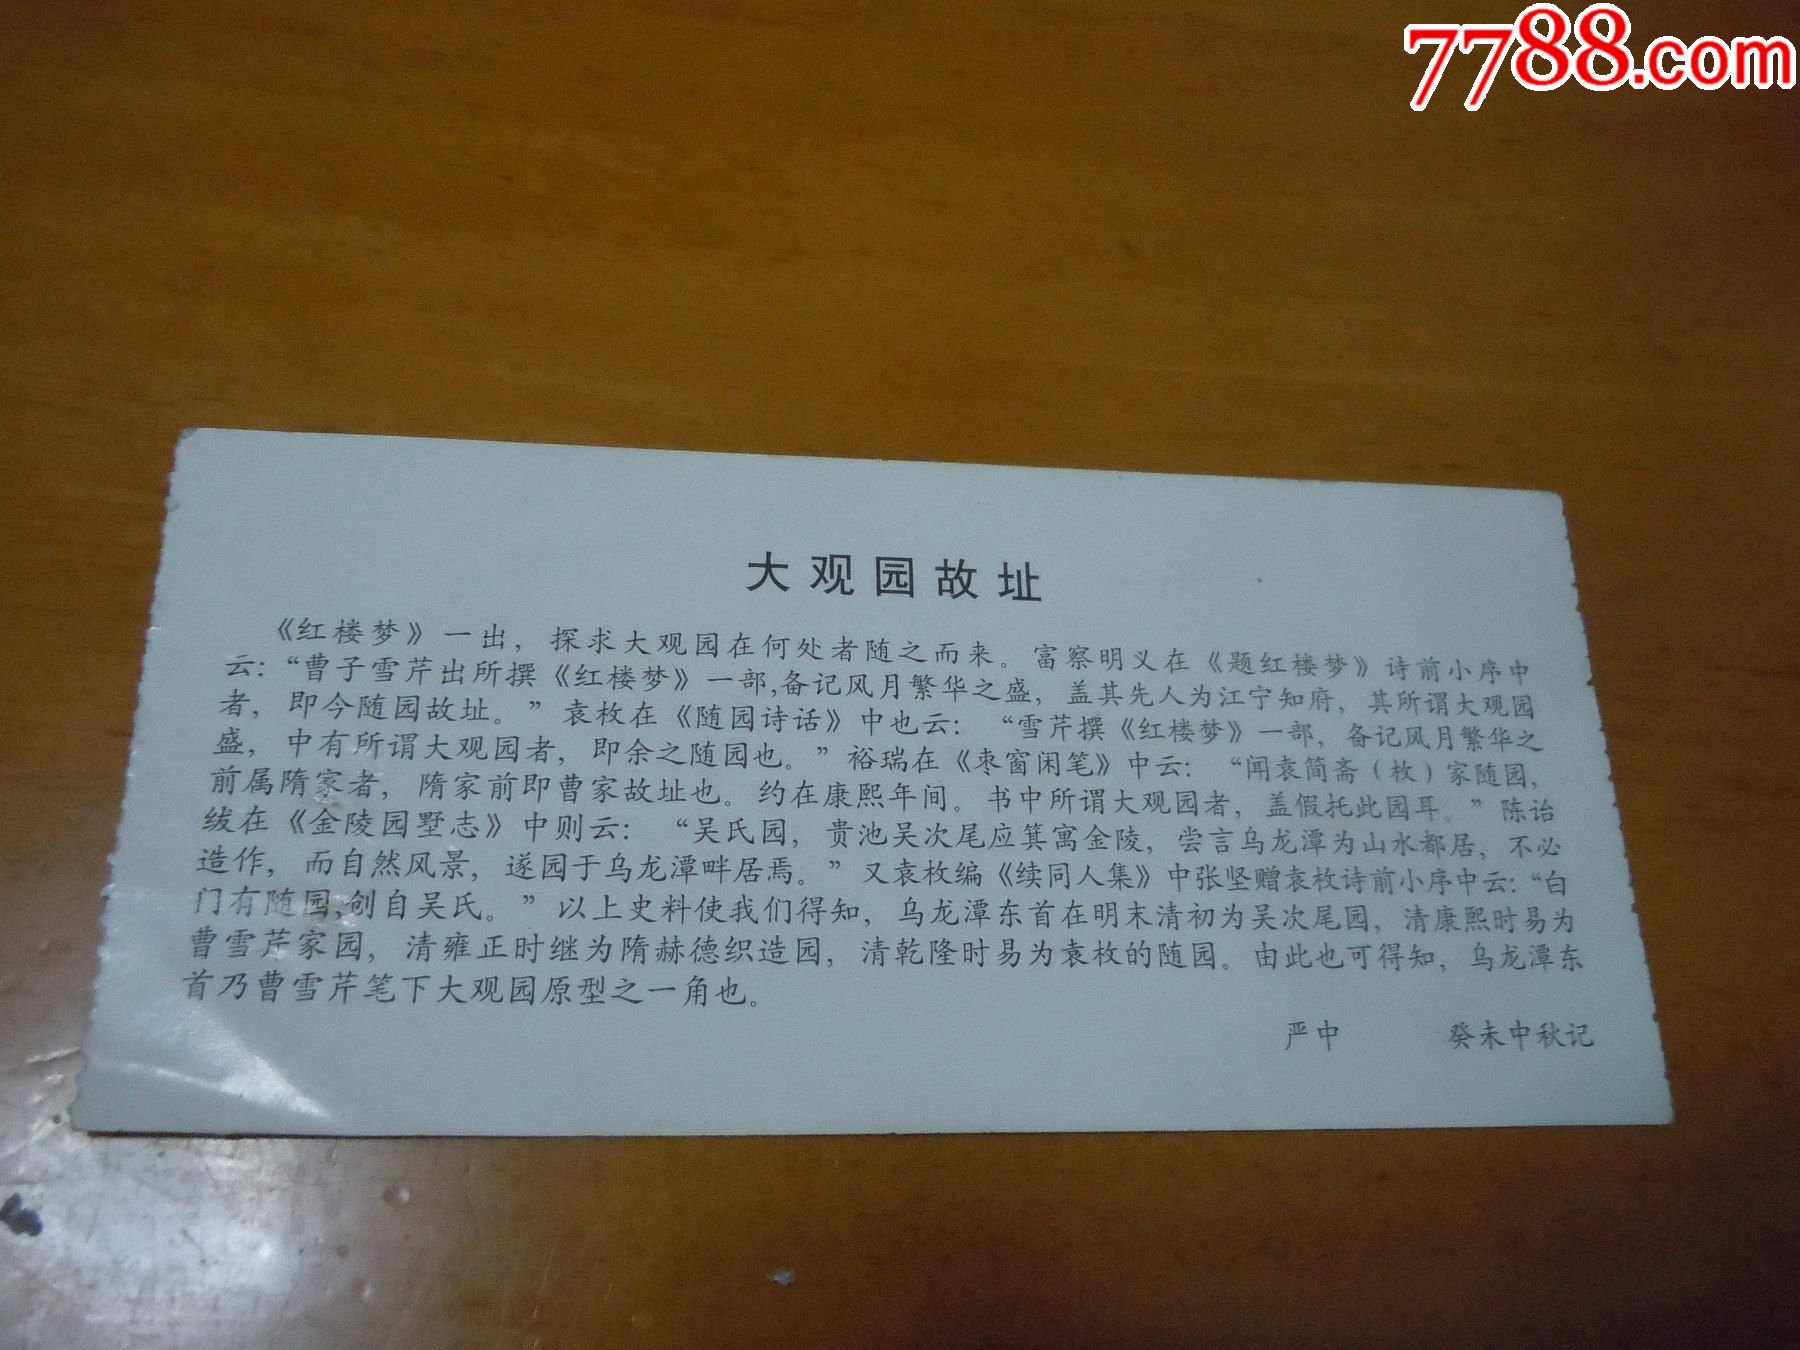 7788.com
大观园故址
《红楼梦》一出，探求大观园在何处者随之而来。富察明义在《题红楼梦》诗前小序中
云：“曹子雪芹出所撰《红楼梦》一部,备记风月繁华之盛，盖其先人为江宁知府，其所谓大观园
者，即今随园故址。”袁枚在《随园诗话》中也云：“雪芹撰《红楼梦》一部，备记风月繁华之
盛，中有所谓大观园者，即余之随园也。”裕瑞在《枣窗闲笔》中云：“闻袁简斋（枚）家随园，
前属隋家者，隋家前即曹家故址也。约在康熙年间。书中所谓大观园者，盖假托此园耳。”陈诒
绂在《金陵园墅志》中则云：“吴氏园，贵池吴次尾应箕寓金陵，尝言乌龙潭为山水都居，不必
造作，而自然风景，遂园于乌龙潭畔居焉。”又袁枚编《续同人集》中张坚赠袁枚诗前小序中云：“白
门有随园,创自吴氏。”以上史料使我们得知，乌龙潭东首在明末清初为吴次尾园，清康熙时易为
曹雪芹家园，清雍正时继为隋赫德织造园，清乾隆时易为袁枚的随园。由此也可得知，乌龙潭东
首乃曹雪芹笔下大观园原型之一角也。
严中 癸未中秋记